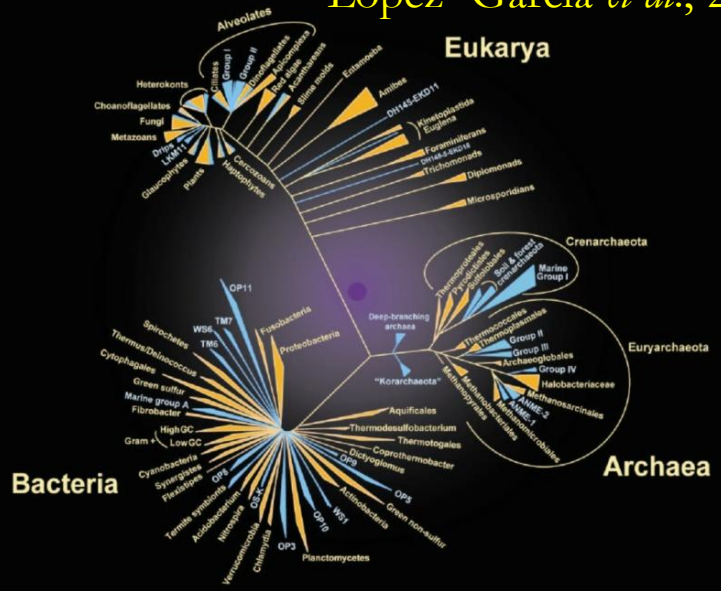 López García et al., 2
Eukarya
Alveolates
Heterokonts
Ciliates
Group I
Group II
Dinoflagellates
Apicomplexa
Red algae
Acanthareans
Slime molds
Entamoeba
Amibes
DH145-EKD11
Kinetoplastida
Euglena
Foraminiferans
DH148-5-EKD18
Trichomonads
Diplomonads
Microsporidians
Choanoflagellates
Fungi
Metazoans
Drips
LKM11
Glaucophytes
Plants
Haptophytes
Cercozoans
Crenarchaeota
Thermoproteales
Pyrodictiales
Sulfolobales
Soil & forest
crenarchaeota
Marine
Group I
Deep-branching
archaea
"Korarchaeota"
Euryarchaeota
Thermococcales
Thermoplasmales
Group II
Group III
Archaeoglobales
Group IV
Halobacteriaceae
Methanosarcinales
ANME-2
ANME-1
Methanomicrobiales
Methanobacteriales
Methanopyrales
Archaea
OP11
TM7
WS6
TM6
Fusobacteria
Proteobacteria
Spirochetes
Thermus/Deinococcus
Cytophagales
Green sulfur
Marine group A
Fibrobacter
High GC
Gram +
Low GC
Cyanobacteria
Synergistes
Flexistipes
OP8
Termite symbionts
Acidobacterium
Nitrospira
OS-K
Verrucomicrobia
Chlamydia
OP3
Planctomycetes
OP10
WS1
Actinobacteria
Green non-sulfur
OP5
OP9
Dictyoglomus
Coprothermobacter
Thermotogales
Thermodesulfobacterium
Aquificales
Bacteria